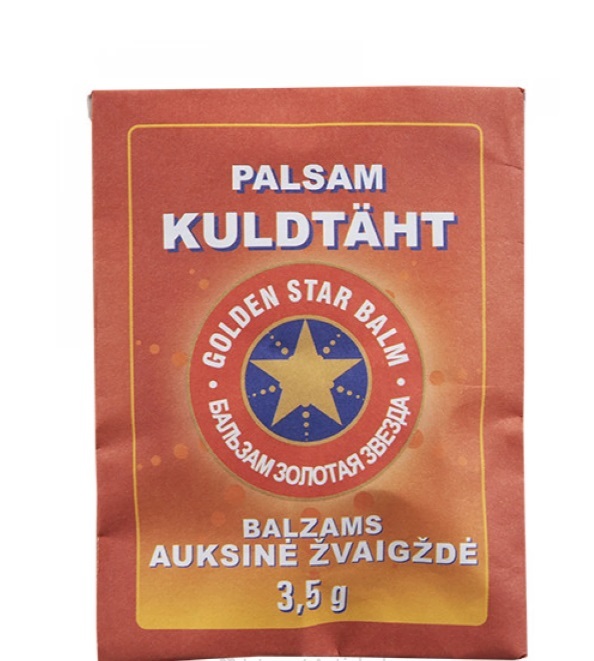 PALSAM
KULDTÄHT
GOLDEN STAR BALM
БАЛЬЗАМ ЗОЛОТАЯ ЗВЕЗДА
BALZAMS
AUKSINĖ ŽVAIGŽDĖ
3,5 g